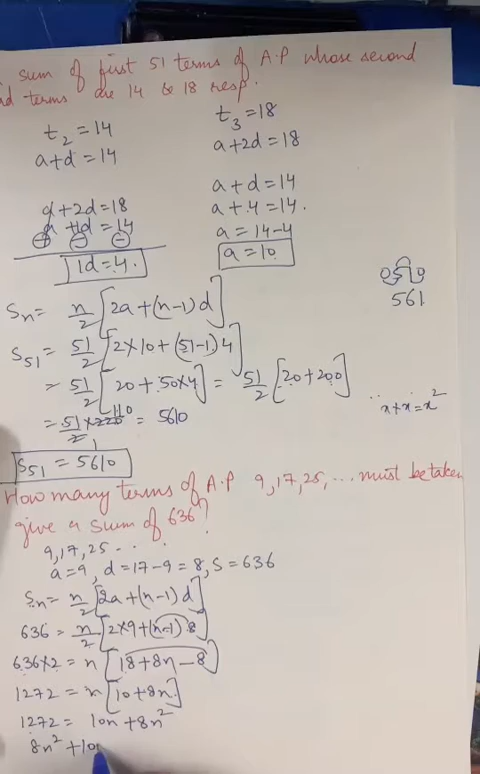 sum of first 51 terms of A.P whose second
terms are 14 & 18 resp.
t₂ = 14
a+d = 14
t₃ = 18
a+2d = 18
a+2d = 18
a+1d = 14
⊕ ⊖ ⊖
1d = 4.
a+d = 14
a+4 = 14.
a = 14-4
a = 10
Sn = n/2 [2a+(n-1)d]
S₅₁ = 51/2 [2×10+(51-1)4]
= 51/2 [20+50×4] = 51/2 [20+200]
= 51/2 × 220 110 1 = 5610
561
x+x = x²
S₅₁ = 5610
How many terms of A.P 9,17,25,... must be taken
give a sum of 636?
9,17,25 ....
a=9, d=17-9=8, S=636
Sn = n/2 [2a+(n-1)d]
636 = n/2 [2×9+(n-1)8]
636×2 = n [18+8n-8]
1272 = n [10+8n]
1272 = 10n+8n²
8n²+10